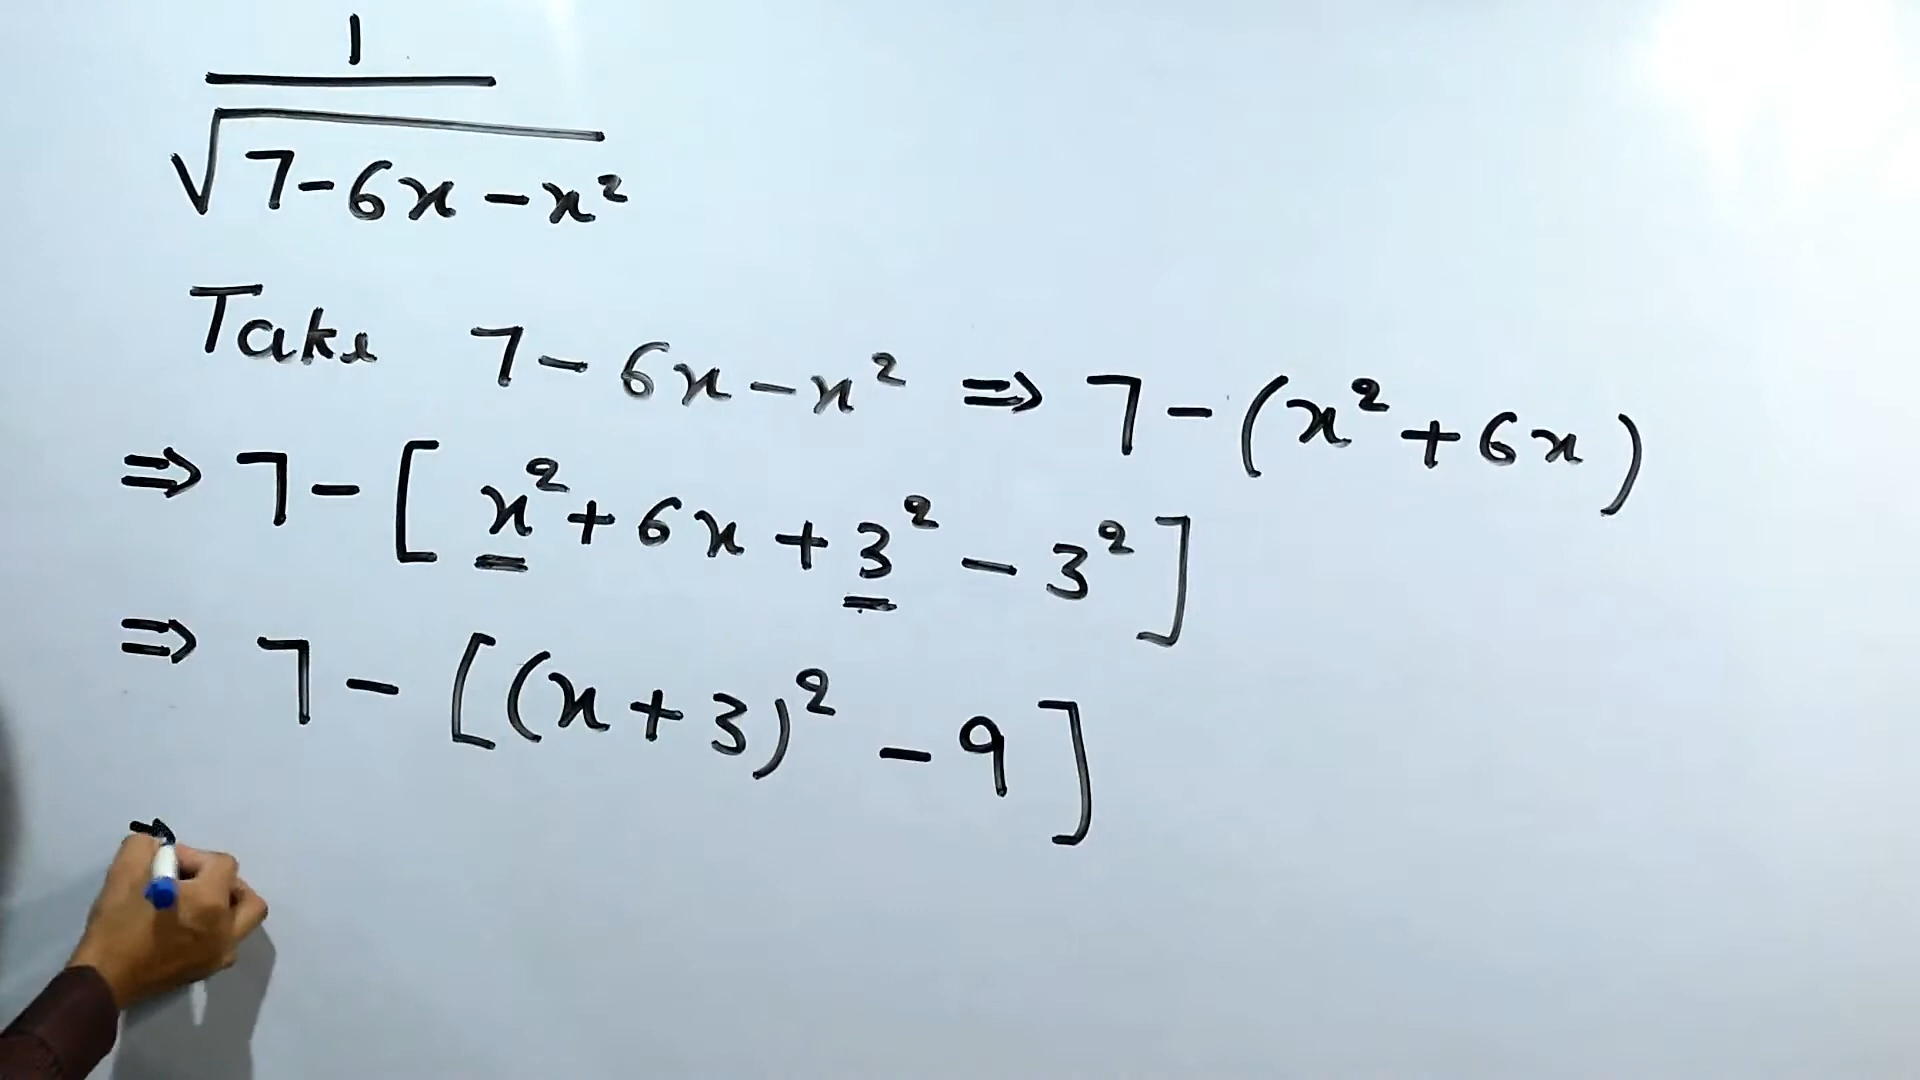 1
√7-6x-x²
Take 7-6x-x² ⇒ 7-(x²+6x)
⇒ 7-[x²+6x+3²-3²]
⇒ 7-[(x+3)²-9]